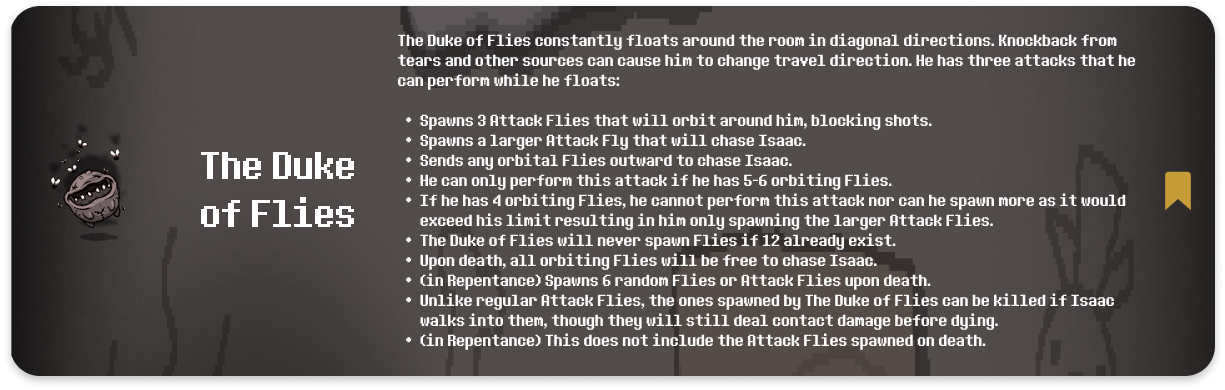 The Duke of Flies constantly floats around the room in diagonal directions. Knockback from
tears and other sources can cause him to change travel direction. He has three attacks that he
can perform while he floats:
The Duke
of Flies
• Spawns 3 Attack Flies that will orbit around him, blocking shots.
• Spawns a larger Attack Fly that will chase Isaac.
• Sends any orbital Flies outward to chase Isaac.
• He can only perform this attack if he has 5-6 orbiting Flies.
• If he has 4 orbiting Flies, he cannot perform this attack nor can he spawn more as it would
exceed his limit resulting in him only spawning the larger Attack Flies.
• The Duke of Flies will never spawn Flies if 12 already exist.
• Upon death, all orbiting Flies will be free to chase Isaac.
• (in Repentance) Spawns 6 random Flies or Attack Flies upon death.
• Unlike regular Attack Flies, the ones spawned by The Duke of Flies can be killed if Isaac
walks into them, though they will still deal contact damage before dying.
• (in Repentance) This does not include the Attack Flies spawned on death.